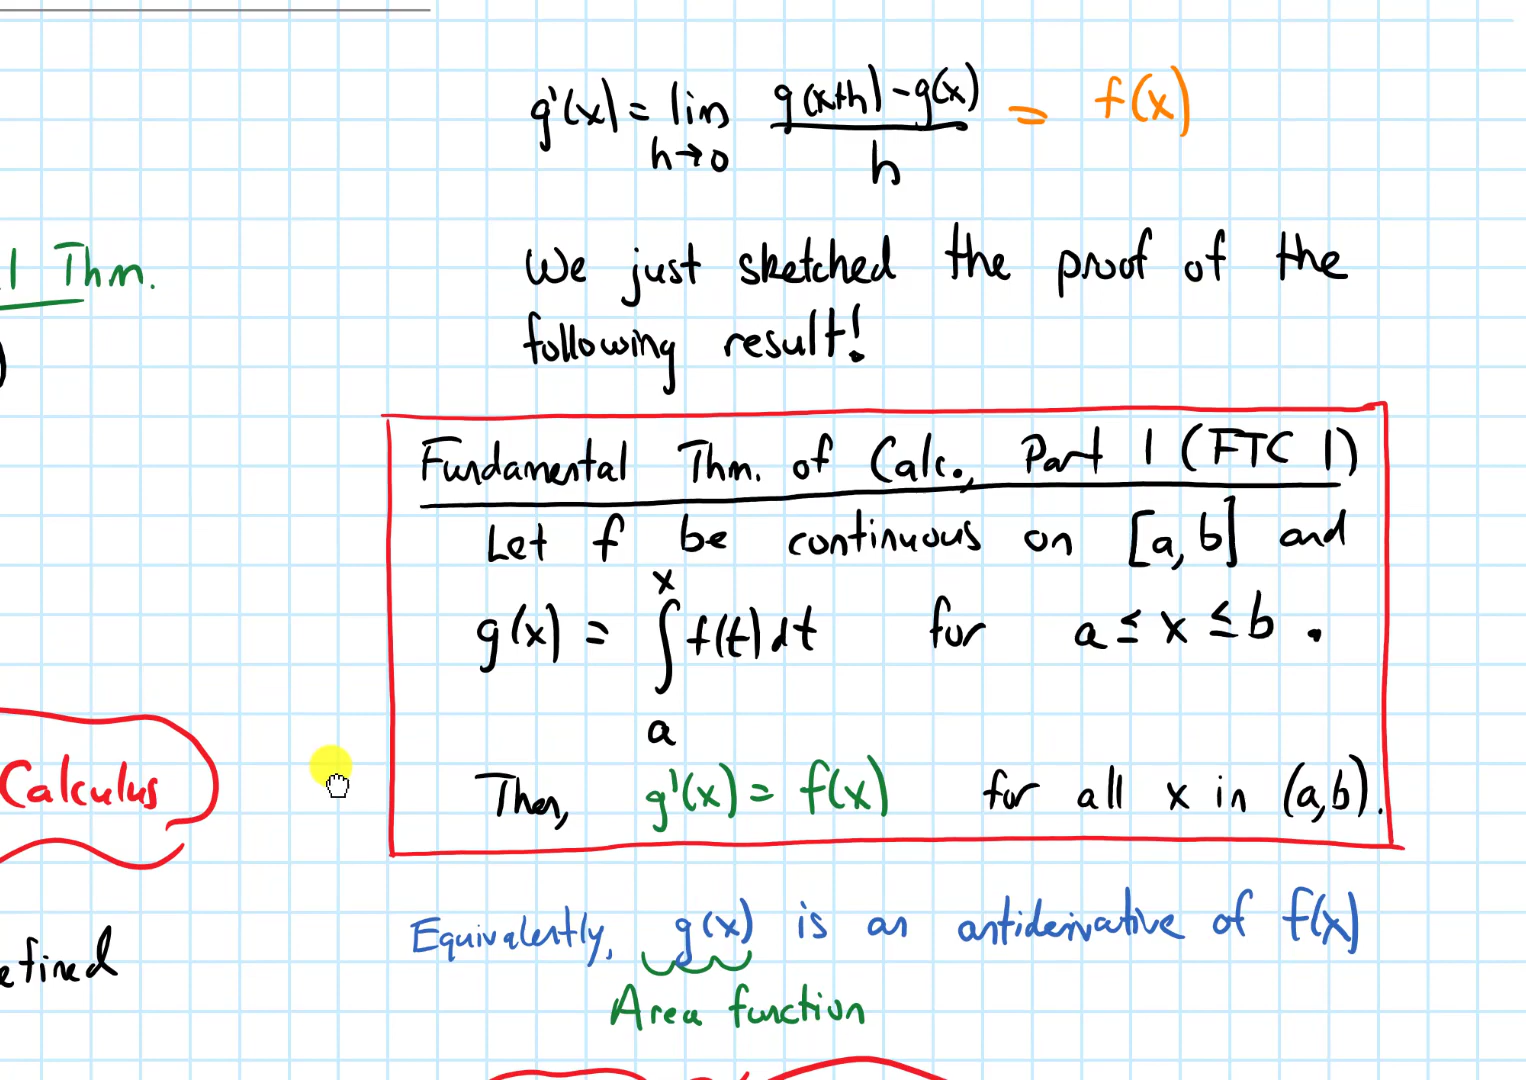 g'(x) = lim h→0 (g(x+h) - g(x))/h = f(x)
l Thm.
We just sketched the proof of the
following result!
)
Fundamental Thm. of Calc., Part 1 (FTC 1)
Let f be continuous on [a, b] and
g(x) = ∫ₐˣ f(t) dt for a ≤ x ≤ b .
Then, g'(x) = f(x) for all x in (a,b).
Calculus
Equivalently, g(x) is an antiderivative of f(x)
efined
Area function